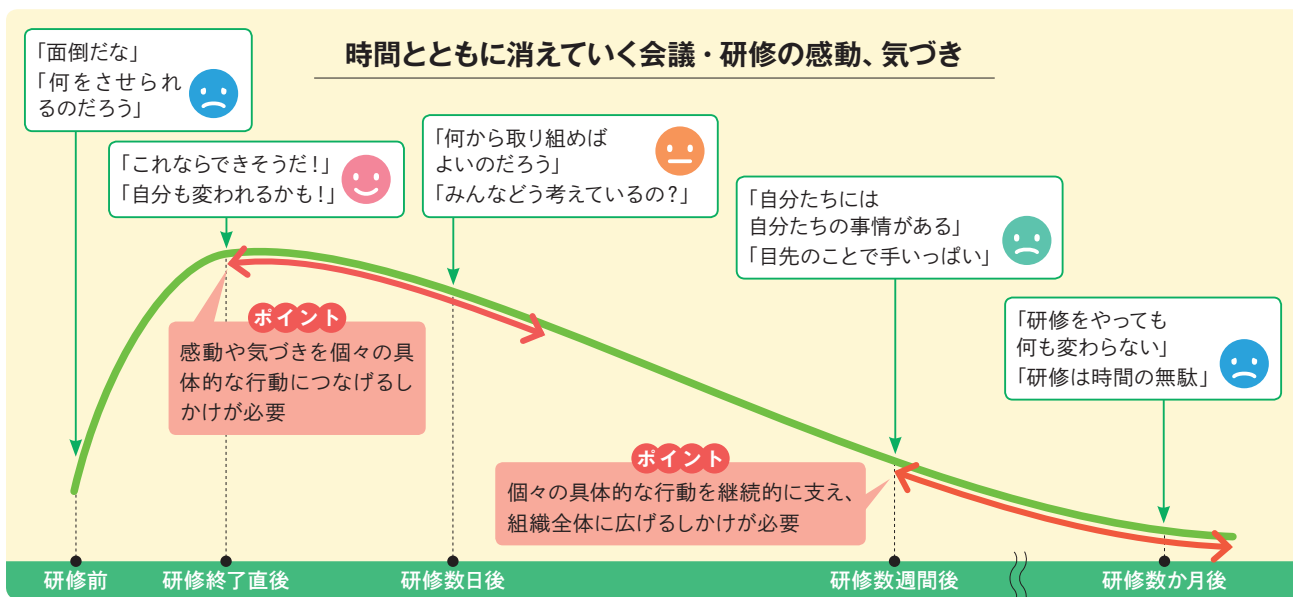 時間とともに消えていく会議・研修の感動、気づき
「面倒だな」
「何をさせられ
るのだろう」
「これならできそうだ!」
「自分も変われるかも!」
「何から取り組めば
よいのだろう」
「みんなどう考えているの?」
「自分たちには
自分たちの事情がある」
「目先のことで手いっぱい」
「研修をやっても
何も変わらない」
「研修は時間の無駄」
ポイント
感動や気づきを個々の具
体的な行動につなげるし
かけが必要
ポイント
個々の具体的な行動を継続的に支え、
組織全体に広げるしかけが必要
研修前
研修終了直後
研修数日後
研修数週間後
研修数か月後